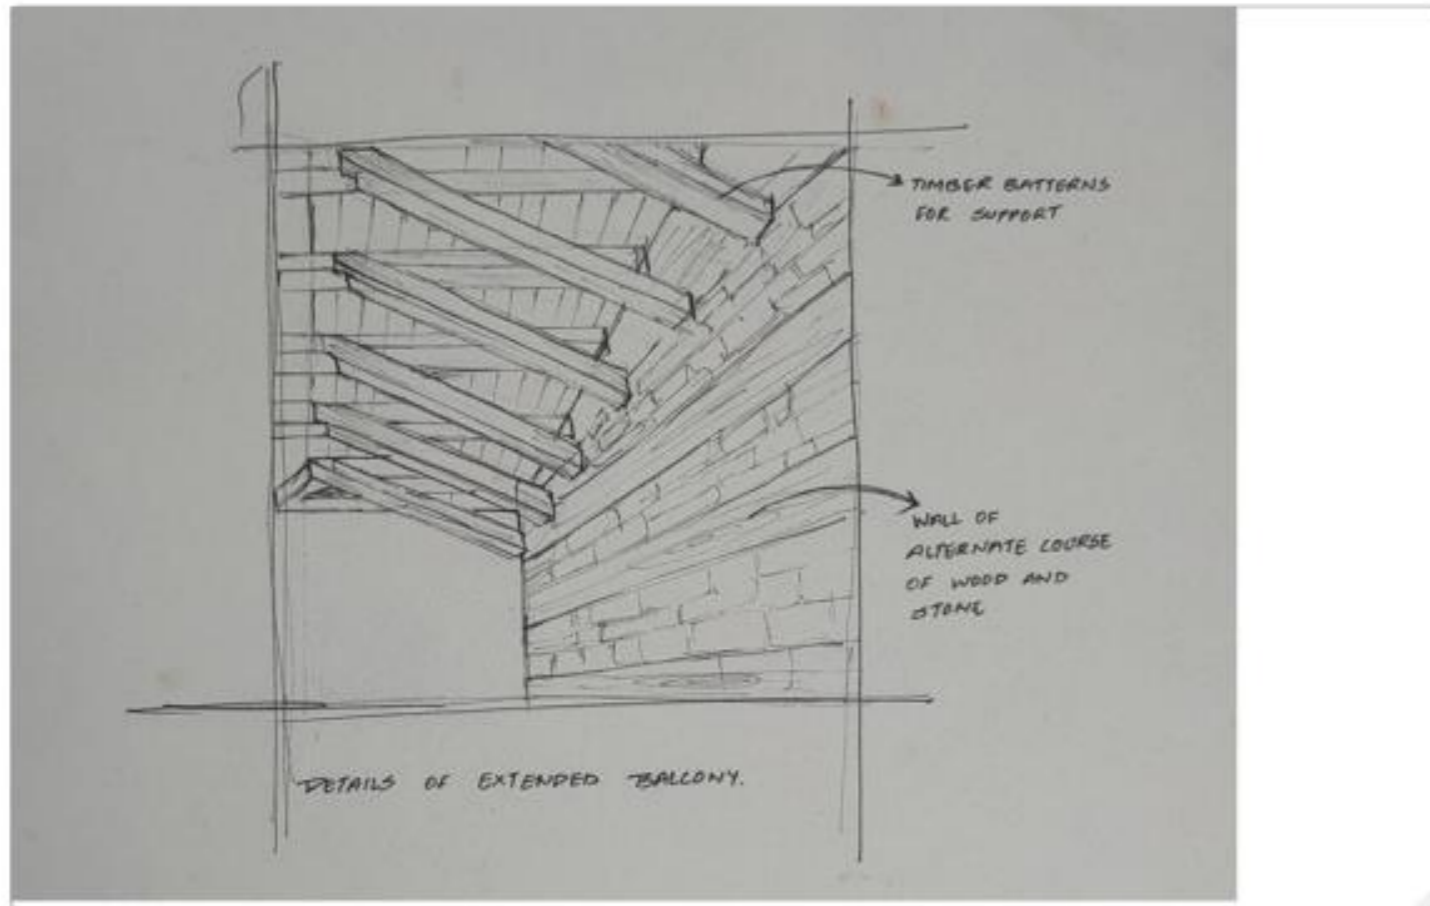 TIMBER BATTERNS
FOR SUPPORT
WALL OF
ALTERNATE COURSE
OF WOOD AND
STONE
DETAILS OF EXTENDED BALCONY.